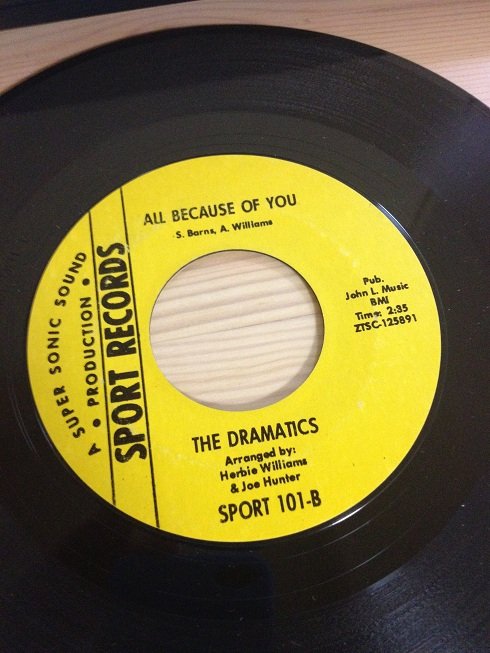 ALL BECAUSE OF YOU
S. Barns, A. Williams
A SUPER SONIC SOUND
• PRODUCTION •
SPORT RECORDS
Pub.
John L. Music
BMI
Time: 2:35
ZTSC-125891
THE DRAMATICS
Arranged by:
Herbie Williams
& Joe Hunter
SPORT 101-B